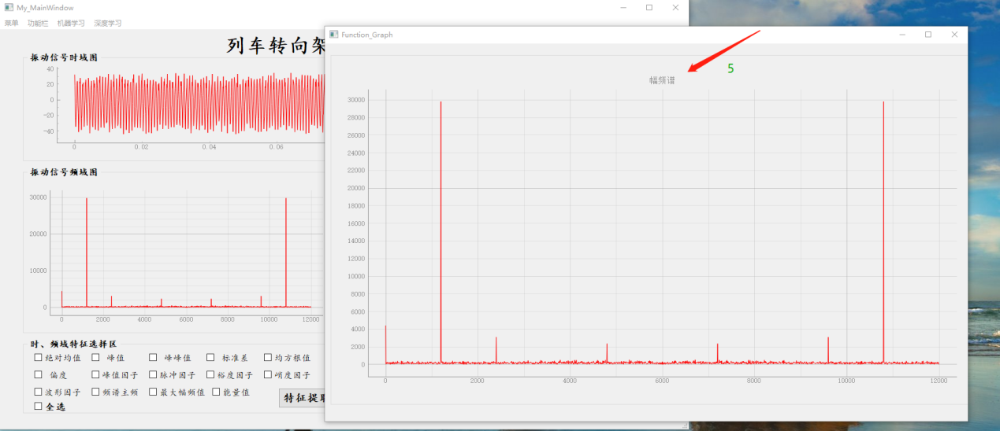 My_MainWindow
菜单 功能栏 机器学习 深度学习
列车转向架
振动信号时域图
40
20
0
-20
-40
0 0.02 0.04 0.06
振动信号频域图
30000
20000
10000
0
0 2000 4000 6000 8000 10000 12000
时、频域特征选择区
绝对均值 峰值 峰峰值 标准差 均方根值
偏度 峰值因子 脉冲因子 裕度因子 峭度因子
波形因子 频谱主频 最大幅频值 能量值
全选
特征提取
Function_Graph
5
幅频谱
30000
28000
26000
24000
22000
20000
18000
16000
14000
12000
10000
8000
6000
4000
2000
0
0 2000 4000 6000 8000 10000 12000